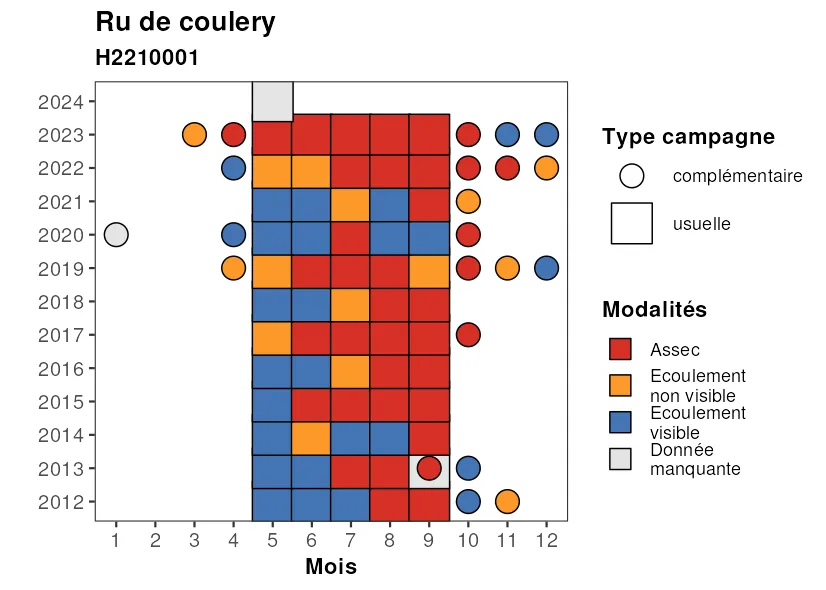 Ru de coulery
H2210001
2024
2023
2022
2021
2020
2019
2018
2017
2016
2015
2014
2013
2012
1 2 3 4 5 6 7 8 9 10 11 12
Mois
Type campagne
complémentaire
usuelle
Modalités
Assec
Ecoulement
non visible
Ecoulement
visible
Donnée
manquante